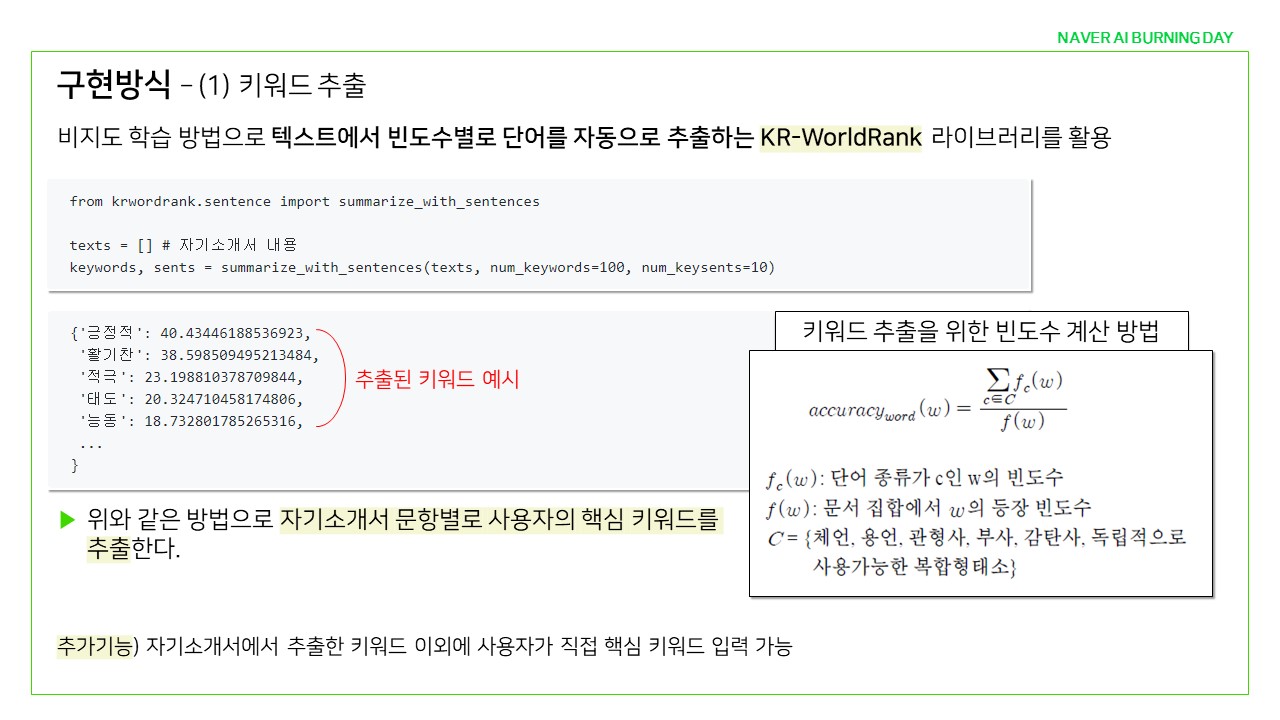 NAVER AI BURNING DAY
구현방식 – (1) 키워드 추출
비지도 학습 방법으로 텍스트에서 빈도수별로 단어를 자동으로 추출하는 KR-WorldRank 라이브러리를 활용
from krwordrank.sentence import summarize_with_sentences
texts = [] # 자기소개서 내용
keywords, sents = summarize_with_sentences(texts, num_keywords=100, num_keysents=10)
{'긍정적': 40.43446188536923,
'활기찬': 38.598509495213484,
'적극': 23.198810378709844,
'태도': 20.324710458174806,
'능동': 18.732801785265316,
...
}
추출된 키워드 예시
키워드 추출을 위한 빈도수 계산 방법
accuracy_word(w) = ∑_{c∈C} f_c(w) / f(w)
f_c(w): 단어 종류가 c인 w의 빈도수
f(w): 문서 집합에서 w의 등장 빈도수
C = {체언, 용언, 관형사, 부사, 감탄사, 독립적으로
사용가능한 복합형태소}
▶ 위와 같은 방법으로 자기소개서 문항별로 사용자의 핵심 키워드를
추출한다.
추가기능) 자기소개서에서 추출한 키워드 이외에 사용자가 직접 핵심 키워드 입력 가능